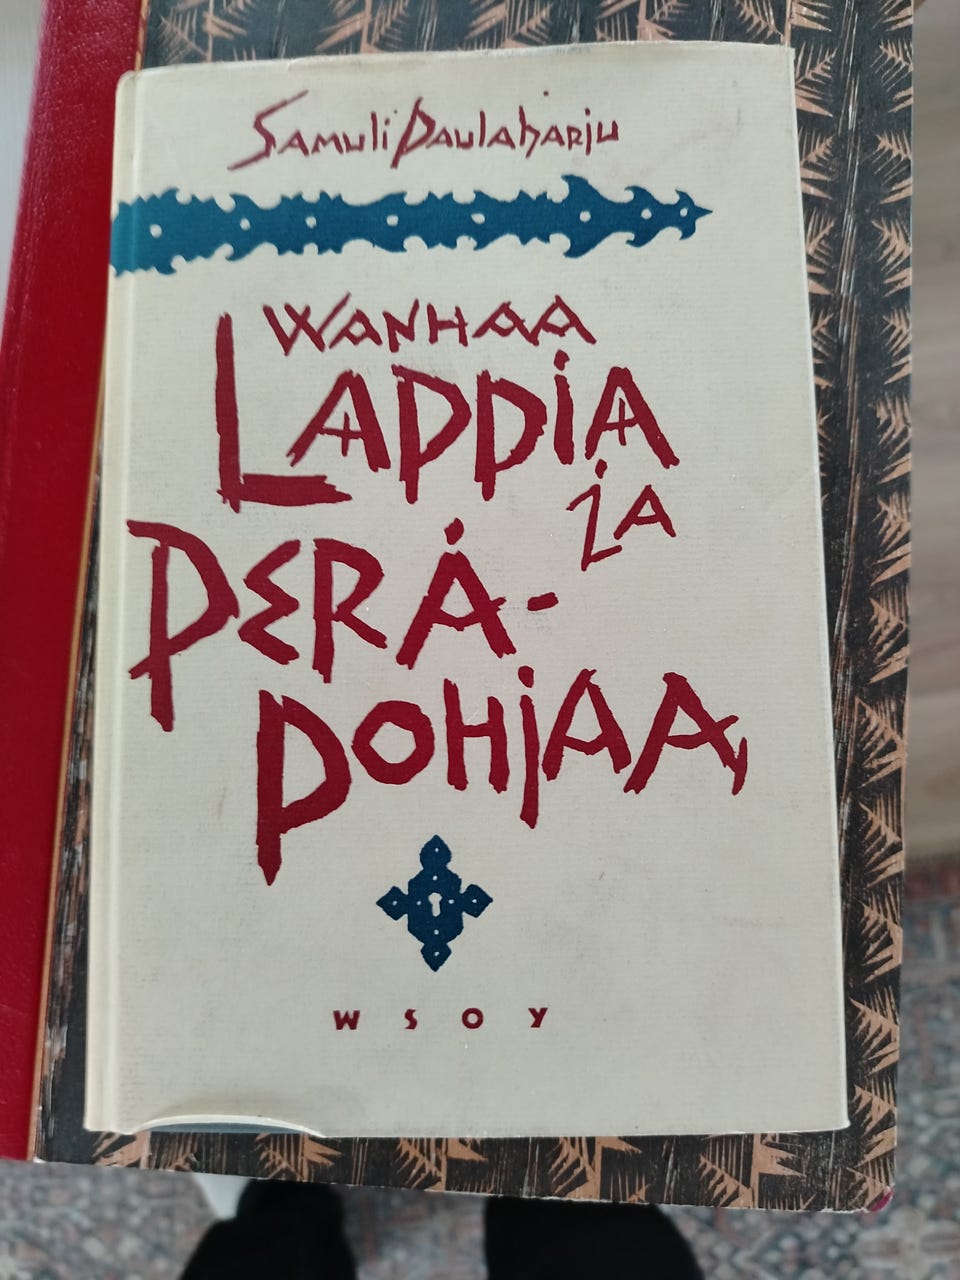 Samuli Paulaharju
WANHAA
LAPPIA
JA
PERÄ-
POHJAA
WSOY